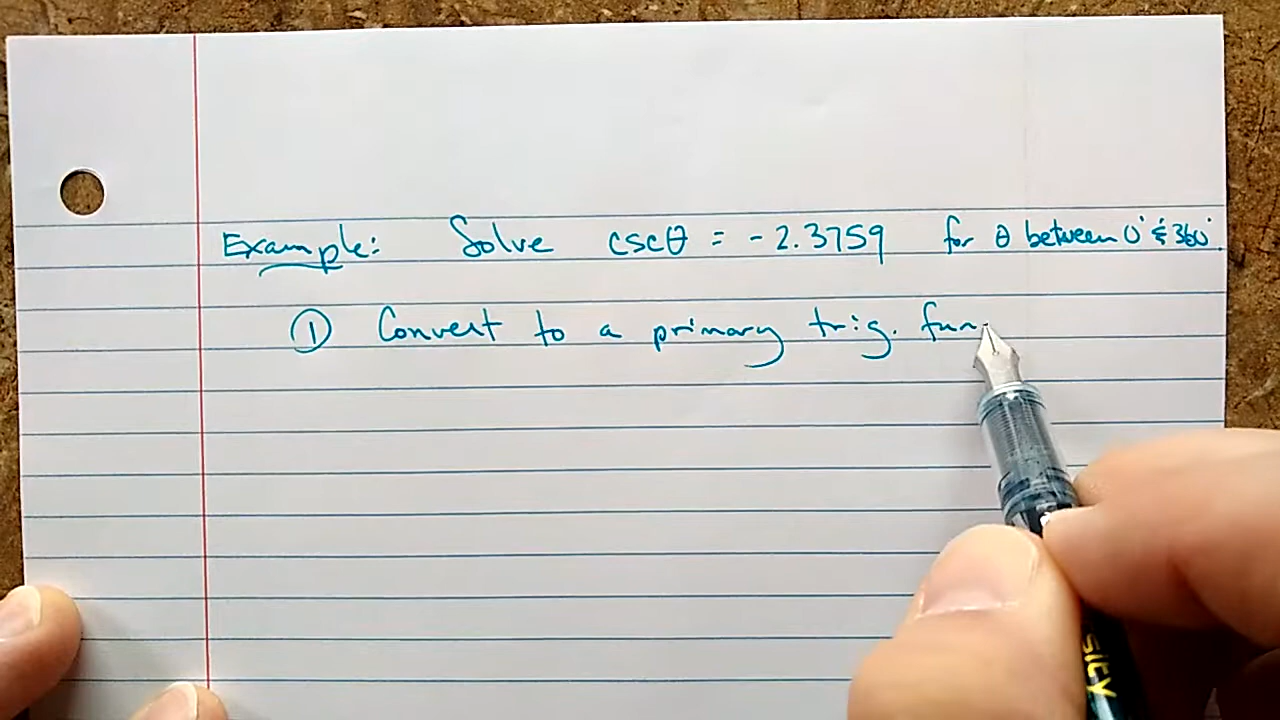 Example: Solve cscθ = -2.3759 for θ between 0° & 360°.
① Convert to a primary trig. fun